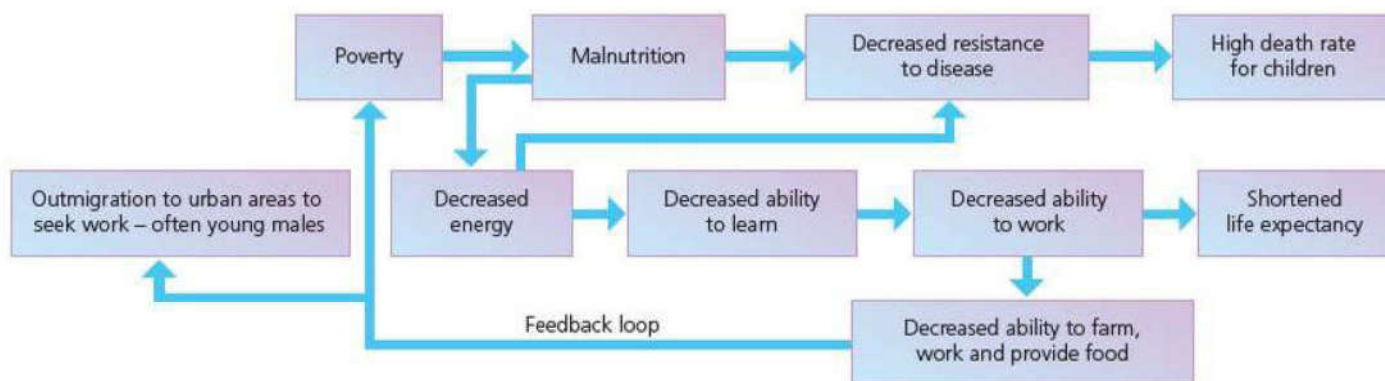 Poverty
Malnutrition
Decreased resistance
to disease
High death rate
for children
Outmigration to urban areas to
seek work – often young males
Decreased
energy
Decreased ability
to learn
Decreased ability
to work
Shortened
life expectancy
Feedback loop
Decreased ability to farm,
work and provide food